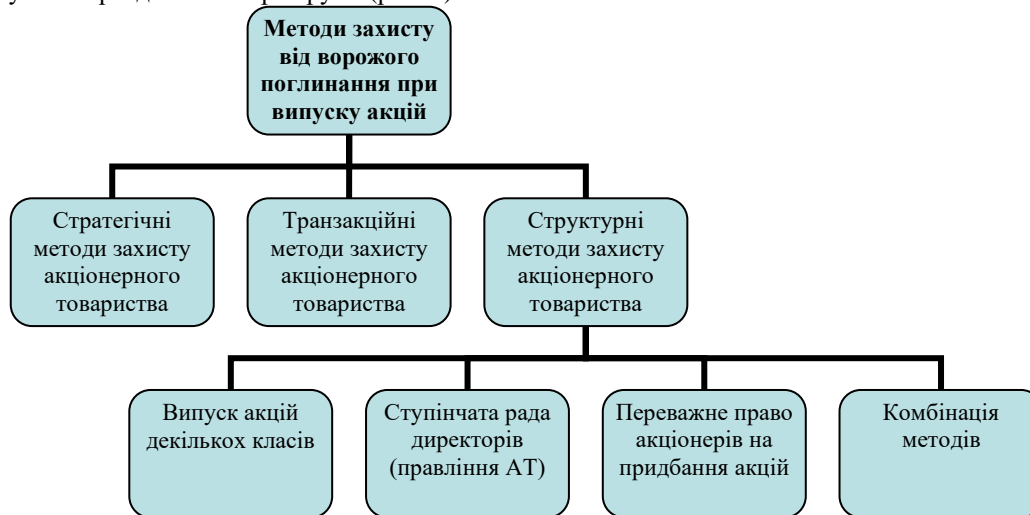 Методи захисту
від ворожого
поглинання при
випуску акцій
Стратегічні
методи захисту
акціонерного
товариства
Транзакційні
методи захисту
акціонерного
товариства
Структурні
методи захисту
акціонерного
товариства
Випуск акцій
декількох класів
Ступінчата рада
директорів
(правління АТ)
Переважне право
акціонерів на
придбання акцій
Комбінація
методів